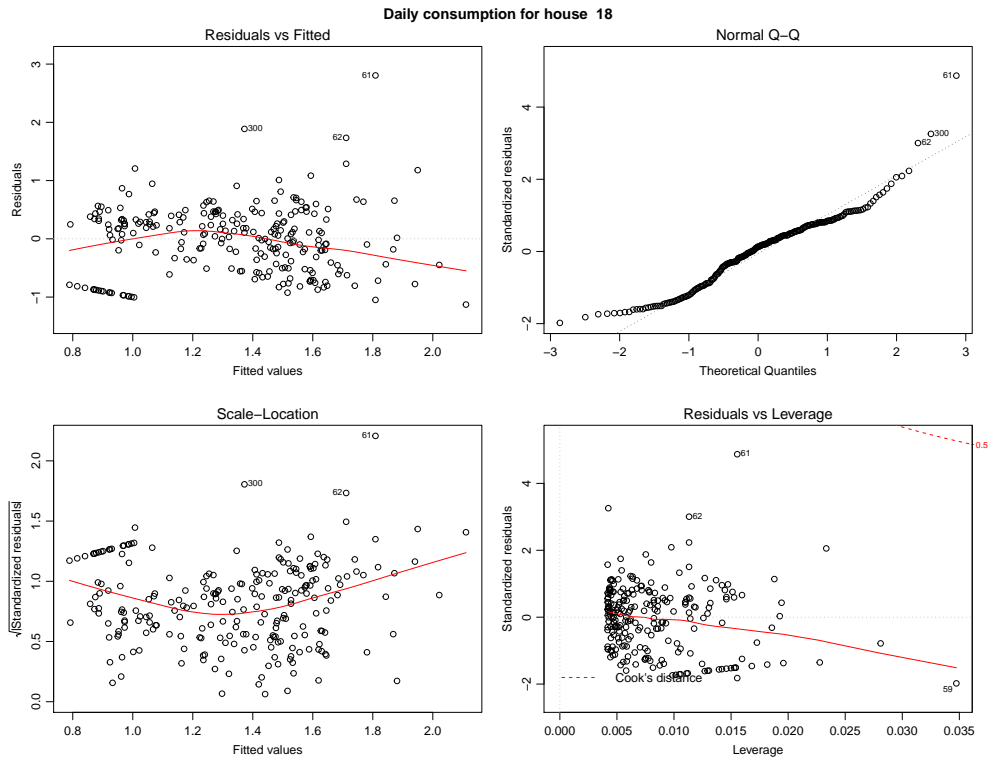 Daily consumption for house  18
Residuals vs Fitted
Residuals
3
2
1
0
−1
61
300
62
0.8 1.0 1.2 1.4 1.6 1.8 2.0
Fitted values
Normal Q−Q
Standardized residuals
4
2
0
−2
61
300
62
−3 −2 −1 0 1 2 3
Theoretical Quantiles
Scale−Location
√|Standardized residuals|
2.0
1.5
1.0
0.5
0.0
61
300
62
0.8 1.0 1.2 1.4 1.6 1.8 2.0
Fitted values
Residuals vs Leverage
Standardized residuals
4
2
0
−2
0.5
61
62
59
Cook's distance
0.000 0.005 0.010 0.015 0.020 0.025 0.030 0.035
Leverage